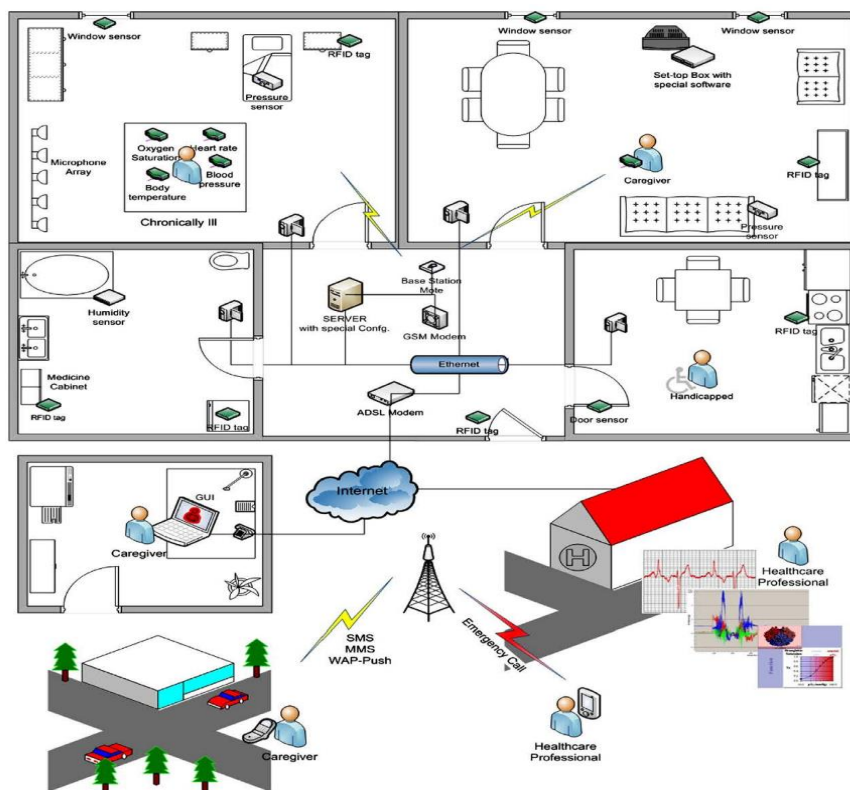 Window sensor
RFID tag
Pressure
sensor
Oxygen
Saturation
Heart rate
Blood
pressure
Body
temperature
Microphone
Array
Chronically Ill
Window sensor
Window sensor
Set-top Box with
special software
Caregiver
RFID tag
Pressure
sensor
Humidity
sensor
Medicine
Cabinet
RFID tag
RFID tag
Base Station
Mote
SERVER
with special Confg.
GSM Modem
Ethernet
ADSL Modem
RFID tag
RFID tag
Handicapped
Door sensor
GUI
Caregiver
Internet
H
Healthcare
Professional
SMS
MMS
WAP-Push
Emergency Call
Caregiver
Healthcare
Professional